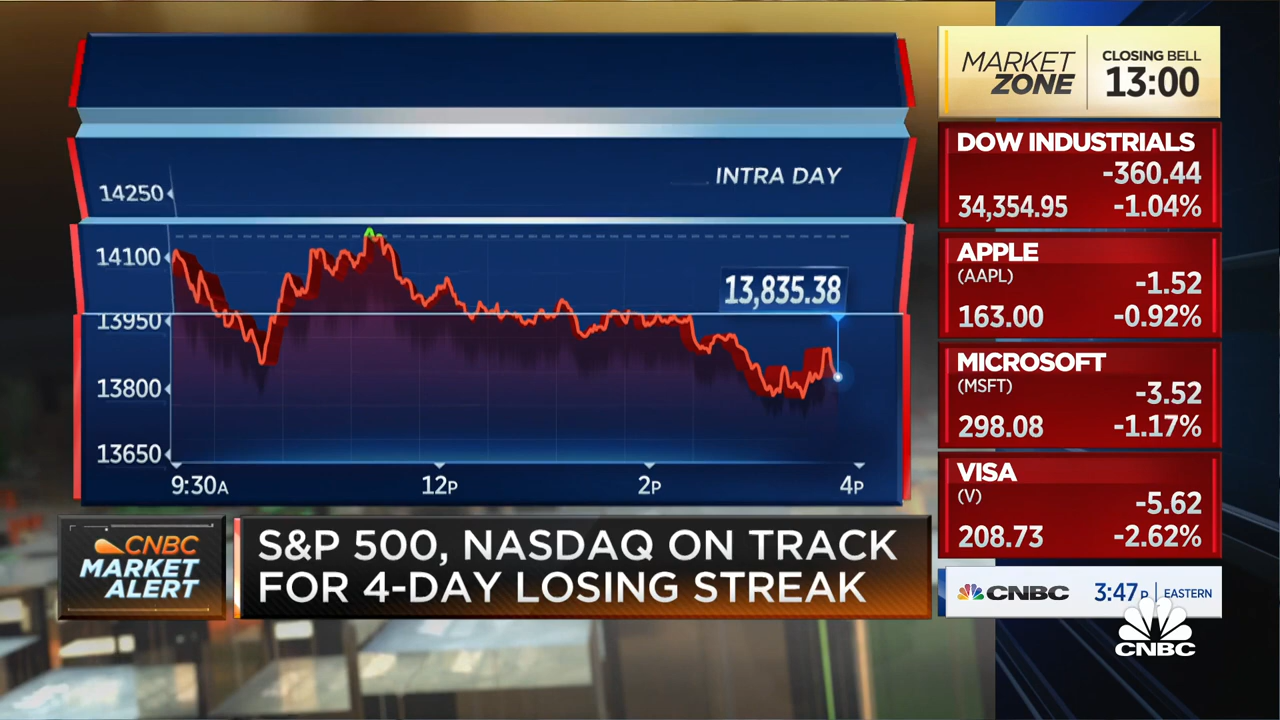 INTRA DAY
14250
14100
13950
13800
13650
13,835.38
9:30A
12P
2P
4P
CNBC
MARKET
ALERT
S&P 500, NASDAQ ON TRACK
FOR 4-DAY LOSING STREAK
MARKET
ZONE
CLOSING BELL
13:00
DOW INDUSTRIALS
-360.44
34,354.95 -1.04%
APPLE
(AAPL) -1.52
163.00 -0.92%
MICROSOFT
(MSFT) -3.52
298.08 -1.17%
VISA
(V) -5.62
208.73 -2.62%
CNBC 3:47P EASTERN
CNBC